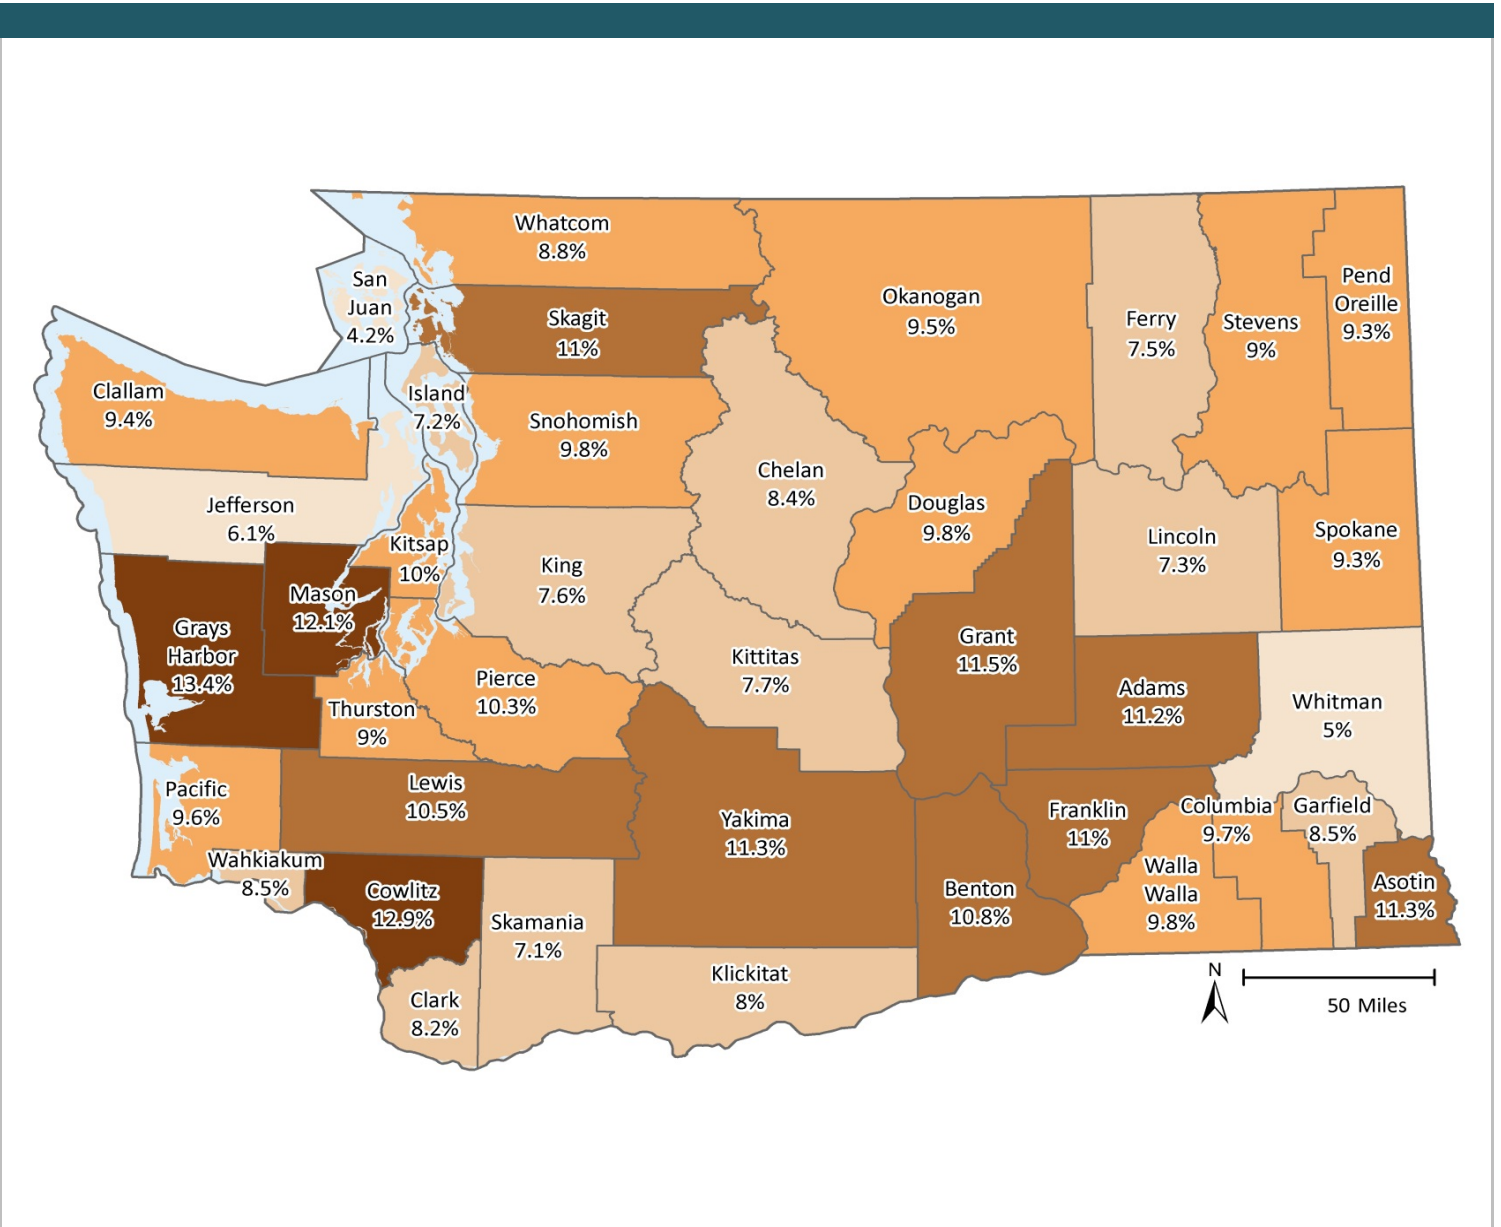 Whatcom
8.8%
San
Juan
4.2%
Skagit
11%
Okanogan
9.5%
Ferry
7.5%
Stevens
9%
Pend
Oreille
9.3%
Clallam
9.4%
Island
7.2%
Snohomish
9.8%
Chelan
8.4%
Douglas
9.8%
Jefferson
6.1%
Kitsap
10%
King
7.6%
Lincoln
7.3%
Spokane
9.3%
Mason
12.1%
Grays
Harbor
13.4%
Kittitas
7.7%
Grant
11.5%
Pierce
10.3%
Thurston
9%
Adams
11.2%
Whitman
5%
Pacific
9.6%
Lewis
10.5%
Yakima
11.3%
Franklin
11%
Columbia
9.7%
Garfield
8.5%
Wahkiakum
8.5%
Cowlitz
12.9%
Skamania
7.1%
Benton
10.8%
Walla
Walla
9.8%
Asotin
11.3%
Clark
8.2%
Klickitat
8%
N
50 Miles